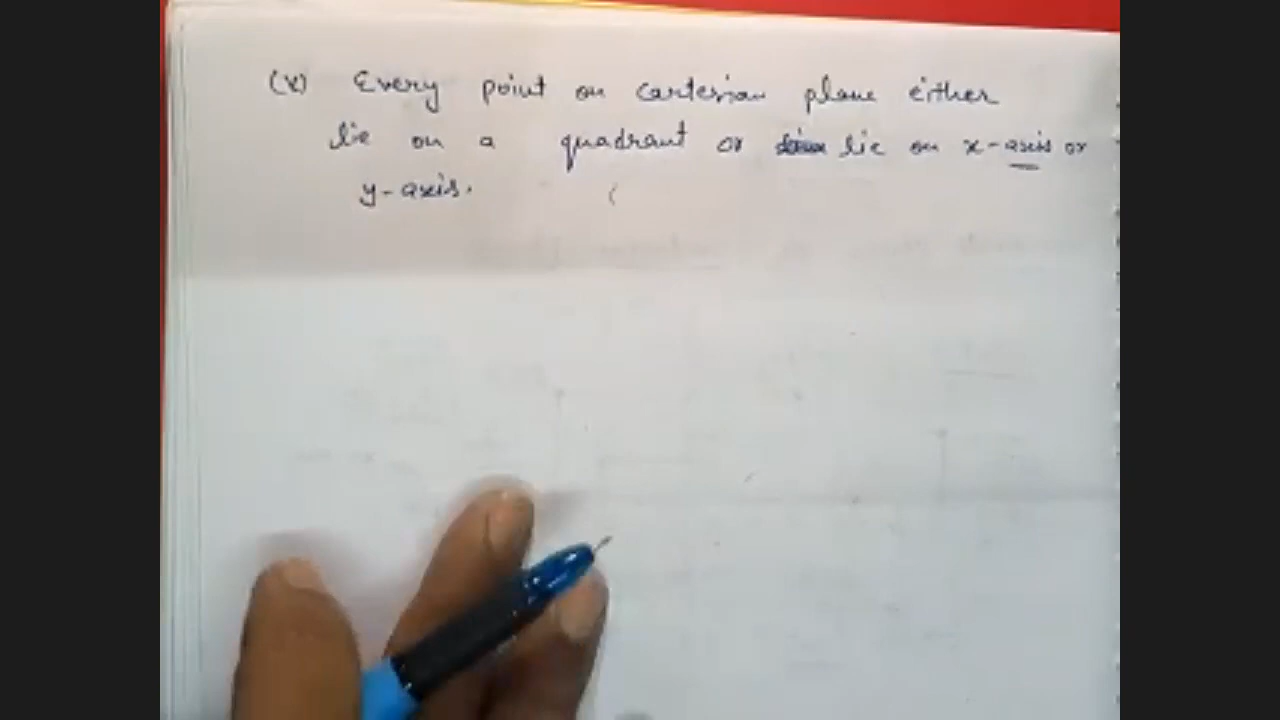 (v) Every point on cartesian plane either
lie on a quadrant or lie on x-axis or
y-axis. (